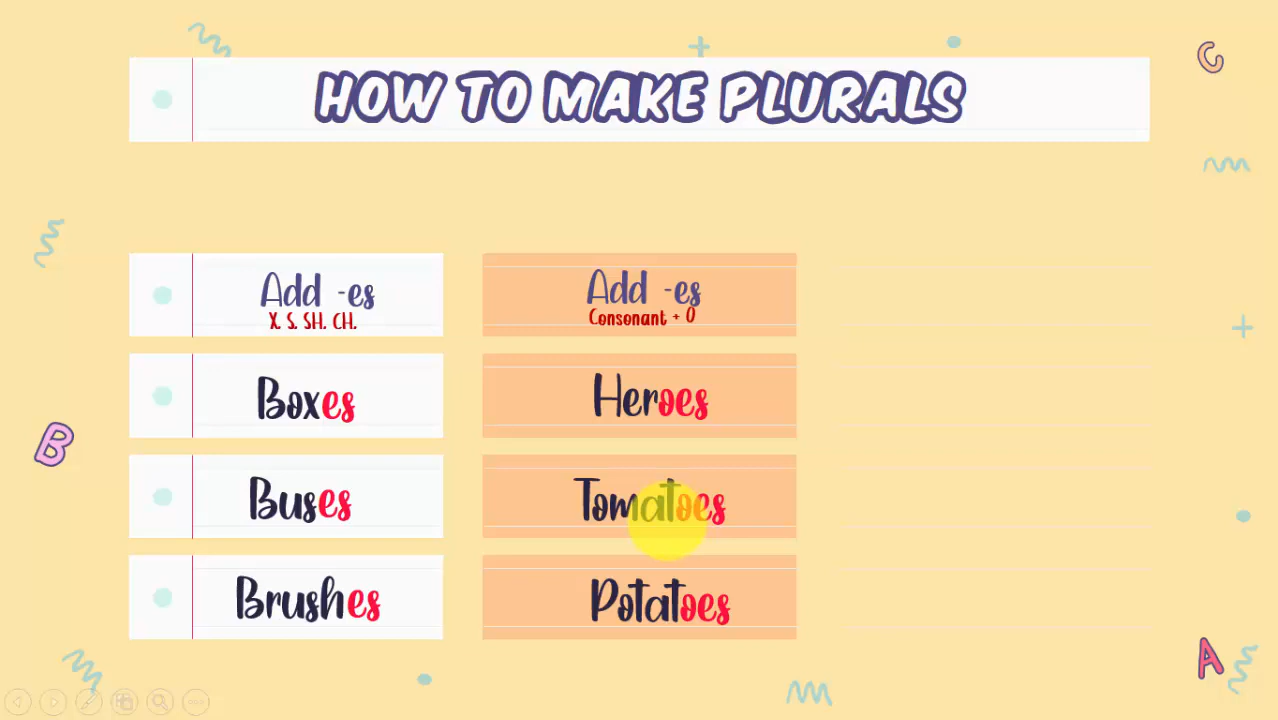 HOW TO MAKE PLURALS
C
Add -es
X. S. SH. CH.
Boxes
Buses
Brushes
Add -es
Consonant + O
Heroes
Tomatoes
Potatoes
B
A